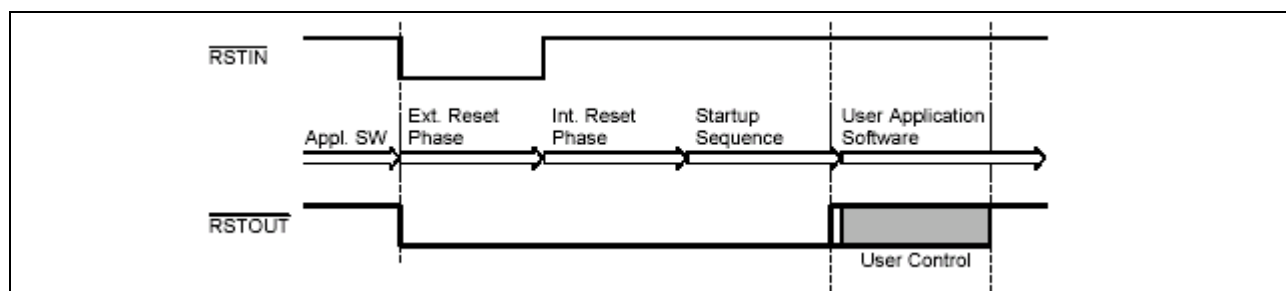 RSTIN
Appl. SW
Ext. Reset
Phase
Int. Reset
Phase
Startup
Sequence
User Application
Software
RSTOUT
User Control